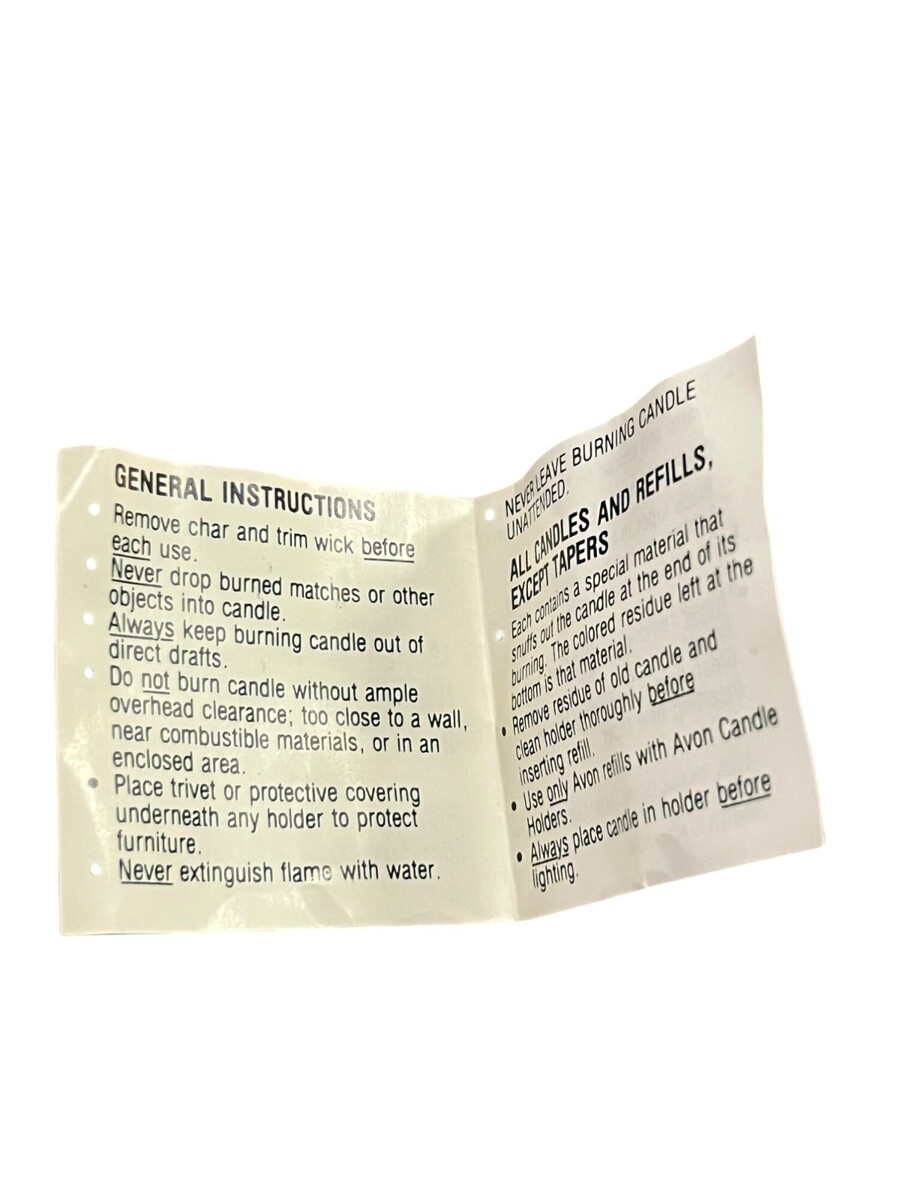 GENERAL INSTRUCTIONS
Remove char and trim wick before
each use.
Never drop burned matches or other
objects into candle.
Always keep burning candle out of
direct drafts.
Do not burn candle without ample
overhead clearance; too close to a wall,
near combustible materials, or in an
enclosed area.
• Place trivet or protective covering
underneath any holder to protect
furniture.
Never extinguish flame with water.
NEVER LEAVE BURNING CANDLE
UNATTENDED.
ALL CANDLES AND REFILLS,
EXCEPT TAPERS
Each contains a special material that
snuffs out the candle at the end of its
burning. The colored residue left at the
bottom is that material.
• Remove residue of old candle and
clean holder thoroughly before
inserting refill.
• Use only Avon refills with Avon Candle
Holders.
• Always place candle in holder before
lighting.